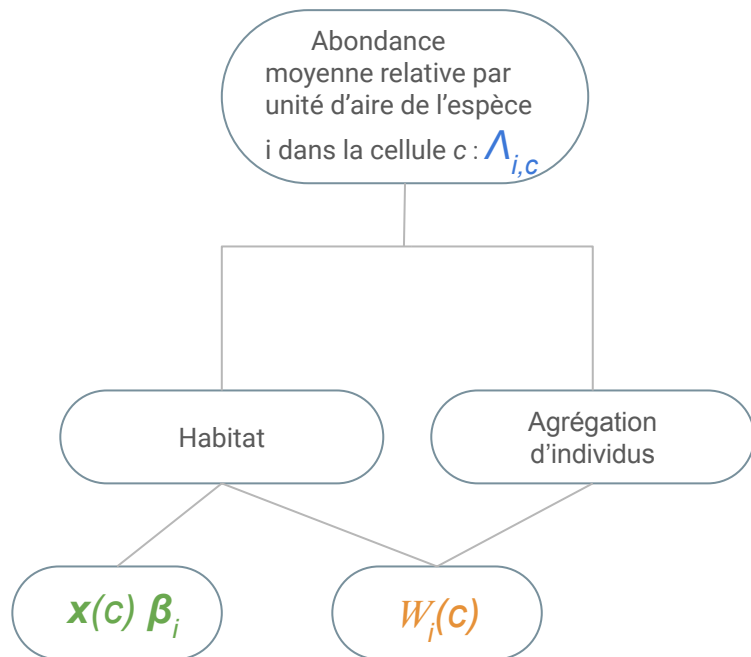 Abondance
moyenne relative par
unité d'aire de l'espèce
i dans la cellule c : Λi,c
Habitat
Agrégation
d'individus
x(c) βi
Wi(c)